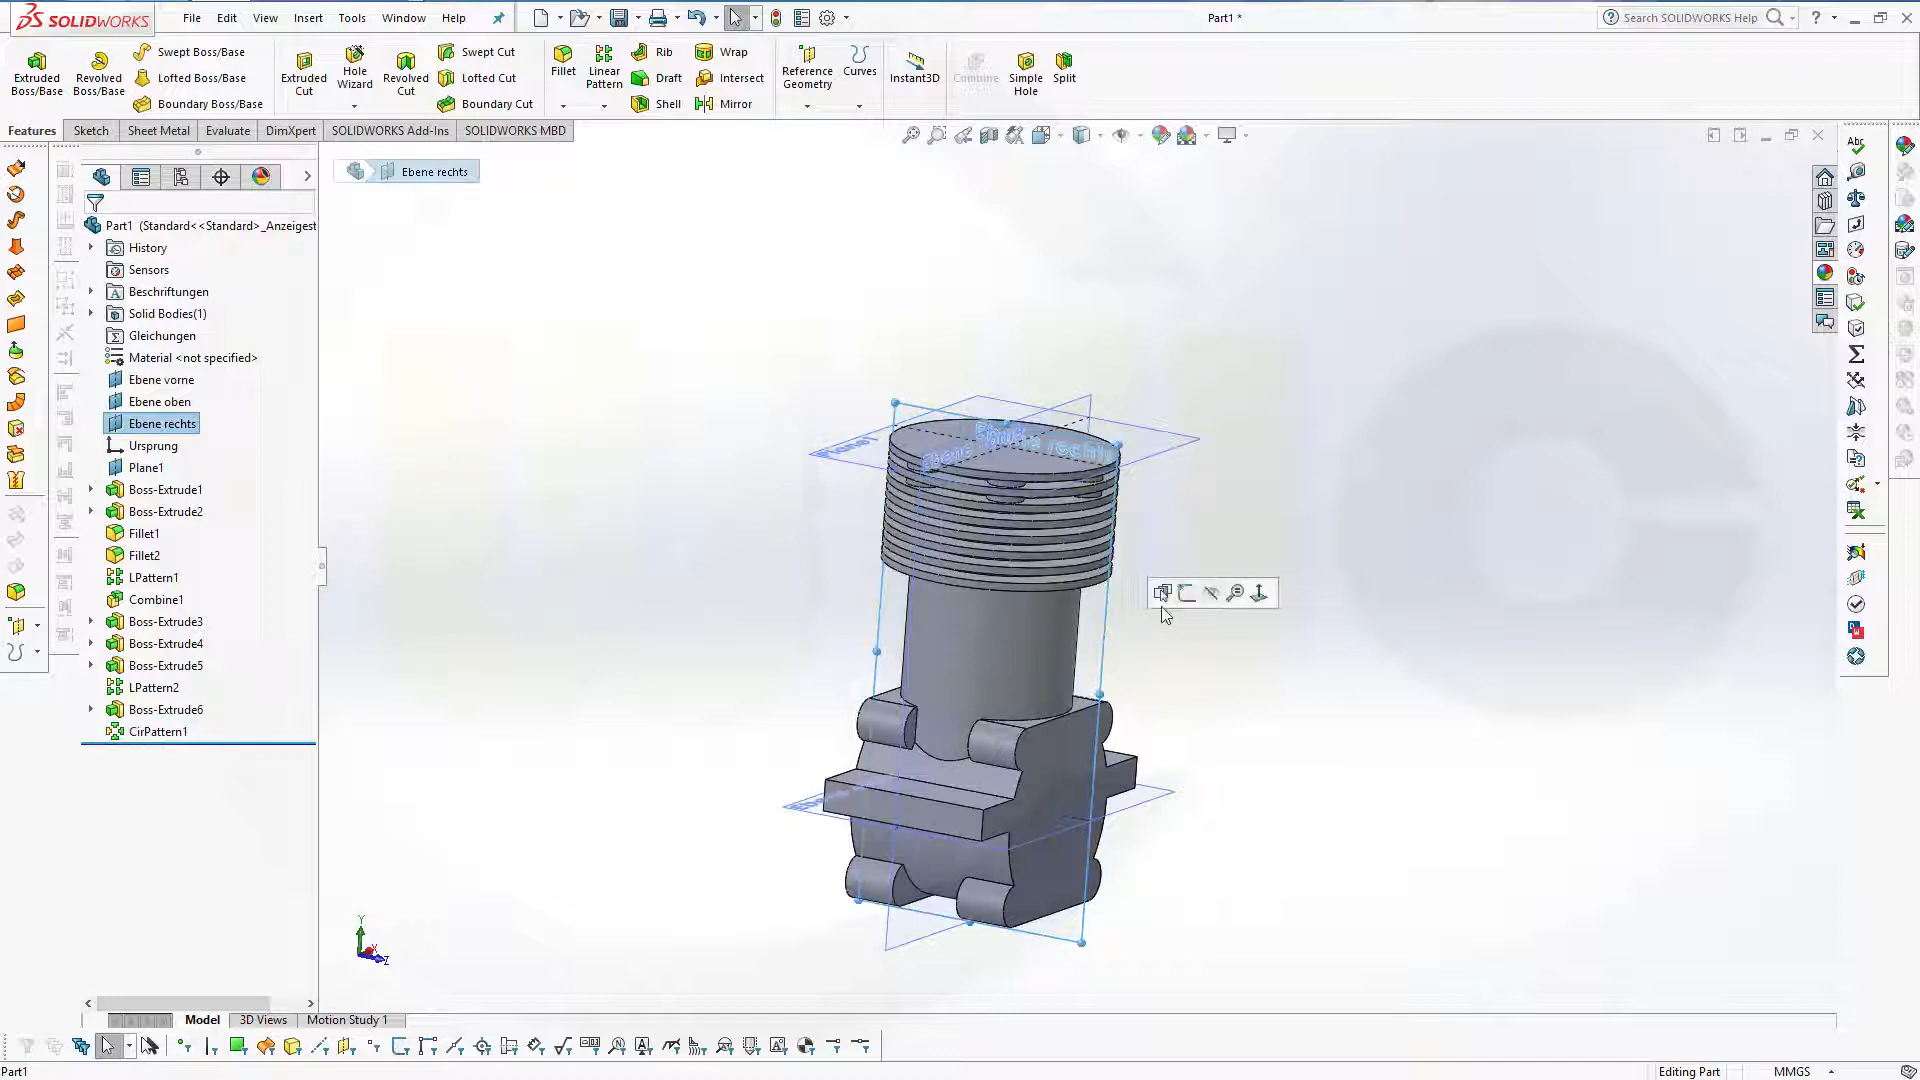 SOLIDWORKS
File Edit View Insert Tools Window Help
Part1 *
Search SOLIDWORKS Help
Extruded Boss/Base
Revolved Boss/Base
Swept Boss/Base
Lofted Boss/Base
Boundary Boss/Base
Extruded Cut
Hole Wizard
Revolved Cut
Swept Cut
Lofted Cut
Boundary Cut
Fillet
Linear Pattern
Rib
Draft
Shell
Wrap
Intersect
Mirror
Reference Geometry
Curves
Instant3D
Combine
Simple Hole
Split
Features Sketch Sheet Metal Evaluate DimXpert SOLIDWORKS Add-Ins SOLIDWORKS MBD
Ebene rechts
Part1 (Standard<<Standard>_Anzeigest
History
Sensors
Beschriftungen
Solid Bodies(1)
Gleichungen
Material <not specified>
Ebene vorne
Ebene oben
Ebene rechts
Ursprung
Plane1
Boss-Extrude1
Boss-Extrude2
Fillet1
Fillet2
LPattern1
Combine1
Boss-Extrude3
Boss-Extrude4
Boss-Extrude5
LPattern2
Boss-Extrude6
CirPattern1
Y
X
Z
Model 3D Views Motion Study 1
Part1
Editing Part
MMGS